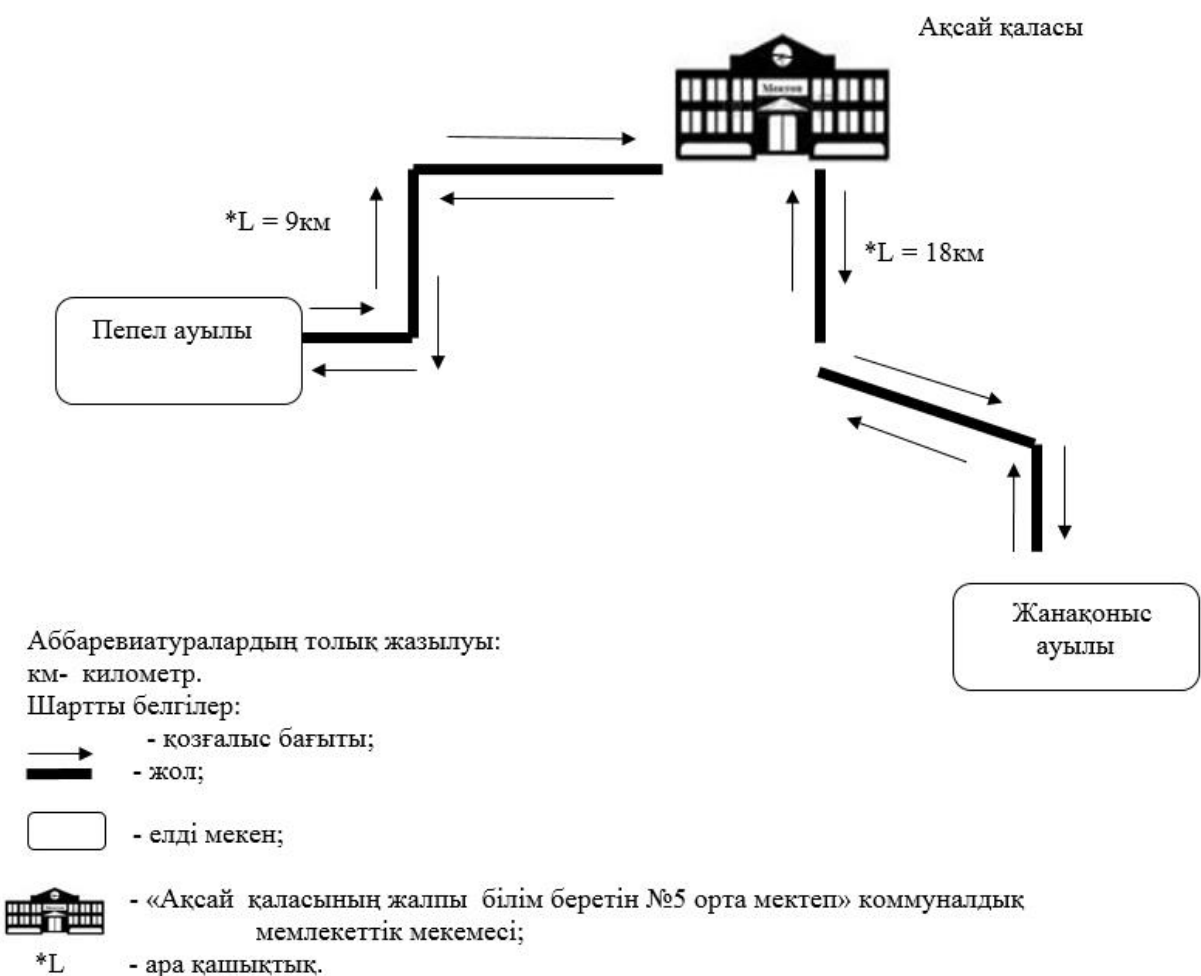 Ақсай қаласы
Мектеп
*L = 9км
*L = 18км
Пепел ауылы
Жанақоныс
ауылы
Аббаревиатуралардың толық жазылуы:
км- километр.
Шартты белгілер:
- қозғалыс бағыты;
- жол;
- елді мекен;
- «Ақсай қаласының жалпы білім беретін №5 орта мектеп» коммуналдық
мемлекеттік мекемесі;
*L - ара қашықтық.